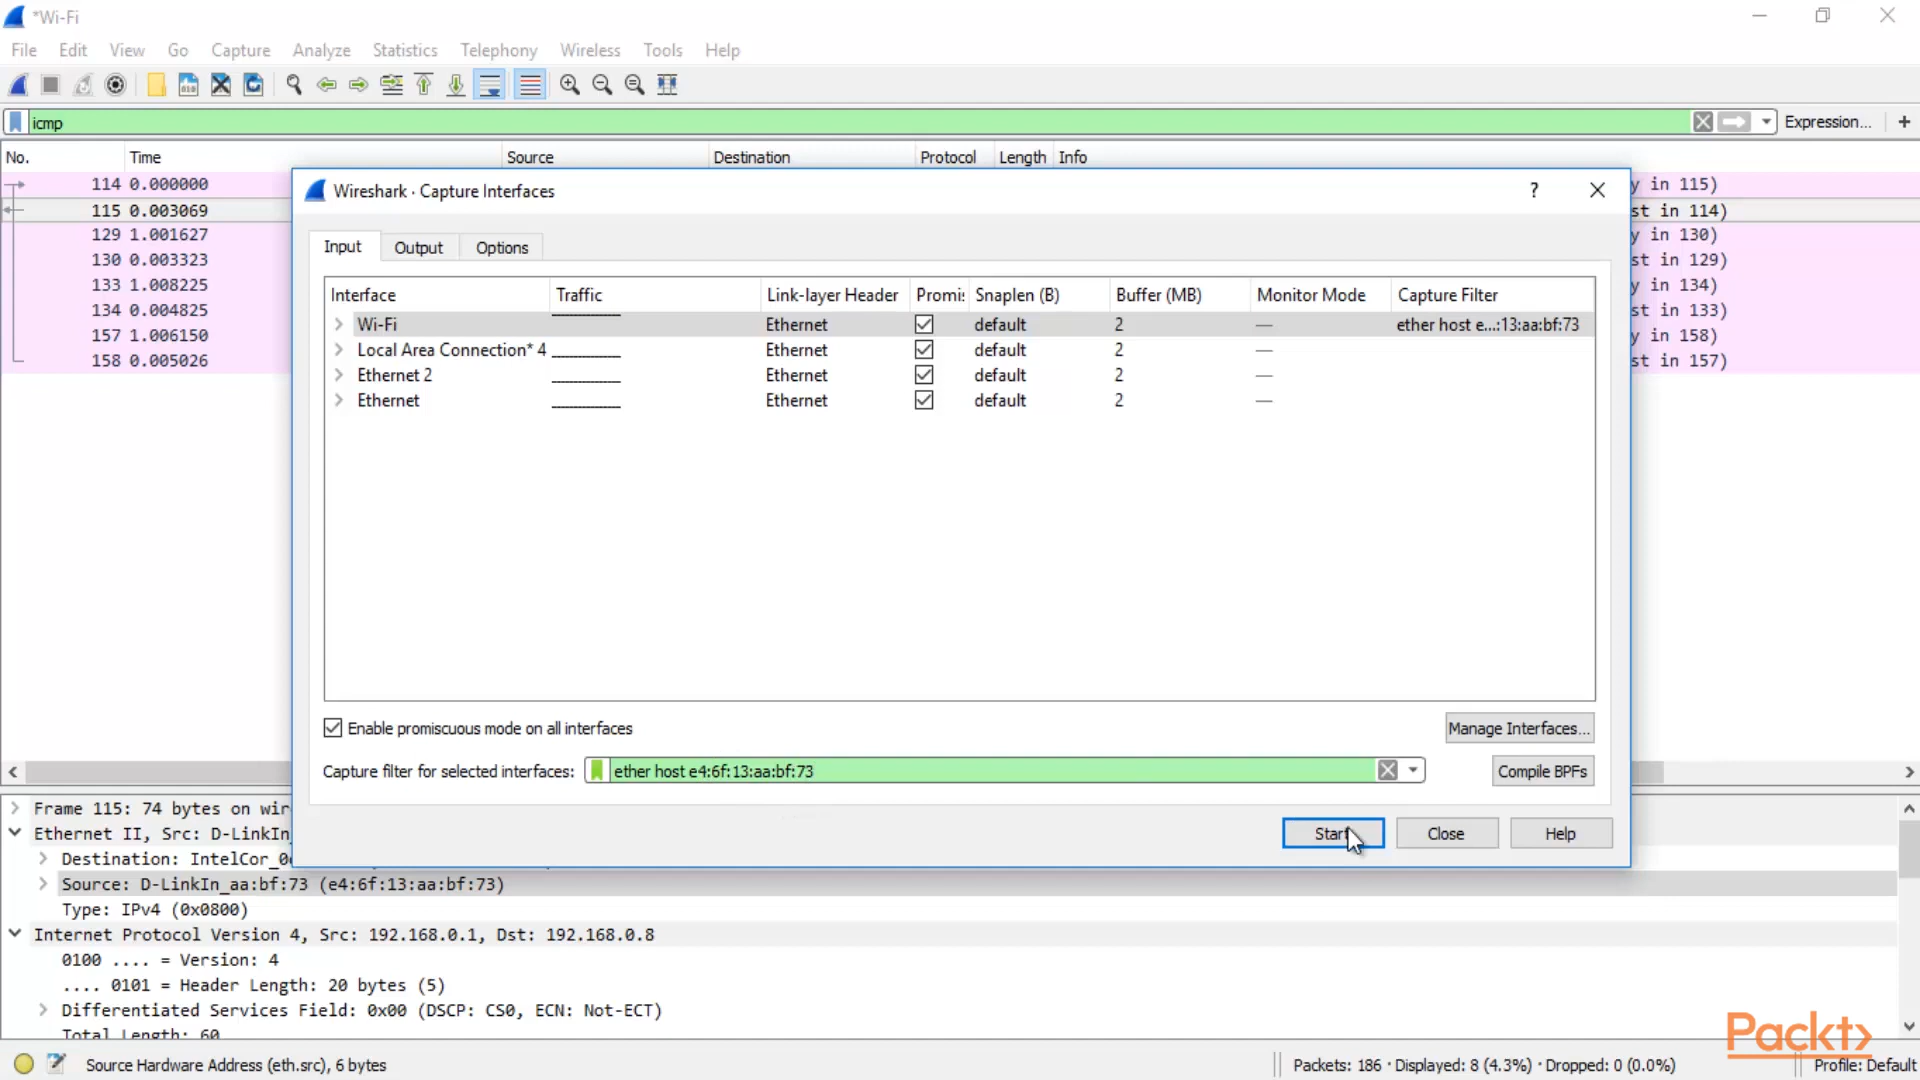 *Wi-Fi
File Edit View Go Capture Analyze Statistics Telephony Wireless Tools Help
icmp
Expression... +
No. Time Source Destination Protocol Length Info
114 0.000000 y in 115)
115 0.003069 st in 114)
129 1.001627 y in 130)
130 0.003323 st in 129)
133 1.008225 y in 134)
134 0.004825 st in 133)
157 1.006150 y in 158)
158 0.005026 st in 157)
Wireshark · Capture Interfaces
?
Input Output Options
Interface Traffic Link-layer Header Promi: Snaplen (B) Buffer (MB) Monitor Mode Capture Filter
Wi-Fi Ethernet default 2 — ether host e...:13:aa:bf:73
Local Area Connection* 4 Ethernet default 2 —
Ethernet 2 Ethernet default 2 —
Ethernet Ethernet default 2 —
Enable promiscuous mode on all interfaces
Manage Interfaces...
Capture filter for selected interfaces: ether host e4:6f:13:aa:bf:73
Compile BPFs
Start Close Help
Frame 115: 74 bytes on wir
Ethernet II, Src: D-LinkIn_
Destination: IntelCor_0
Source: D-LinkIn_aa:bf:73 (e4:6f:13:aa:bf:73)
Type: IPv4 (0x0800)
Internet Protocol Version 4, Src: 192.168.0.1, Dst: 192.168.0.8
0100 .... = Version: 4
.... 0101 = Header Length: 20 bytes (5)
Differentiated Services Field: 0x00 (DSCP: CS0, ECN: Not-ECT)
Total Length: 60
Packt>
Source Hardware Address (eth.src), 6 bytes
Packets: 186 · Displayed: 8 (4.3%) · Dropped: 0 (0.0%)
Profile: Default